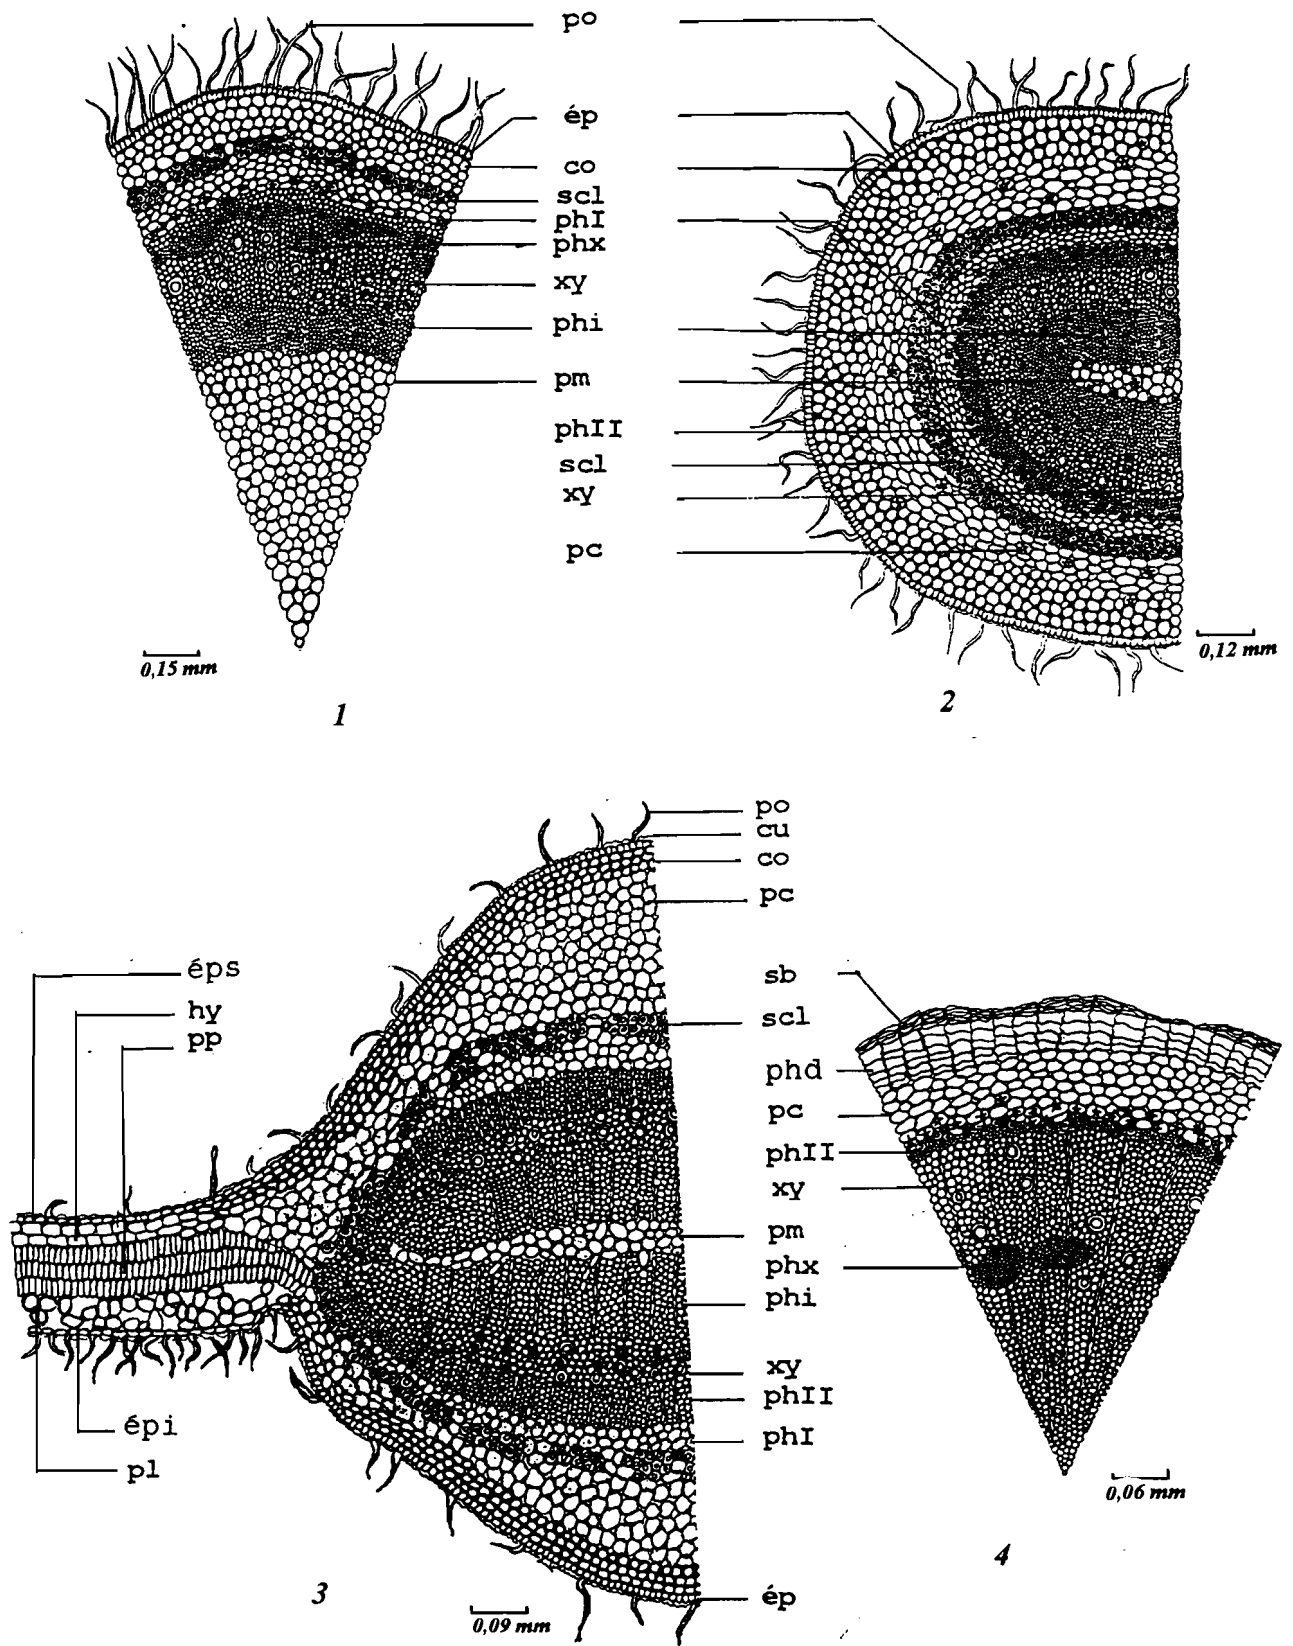 po
ép
co
scl
phI
phx
xy
phi
pm
phII
scl
xy
pc
0,15 mm
1
0,12 mm
2
po
cu
co
pc
éps
hy
pp
scl
pm
phi
xy
phII
phI
épi
pl
ép
0,09 mm
3
sb
phd
pc
phII
xy
phx
0,06 mm
4